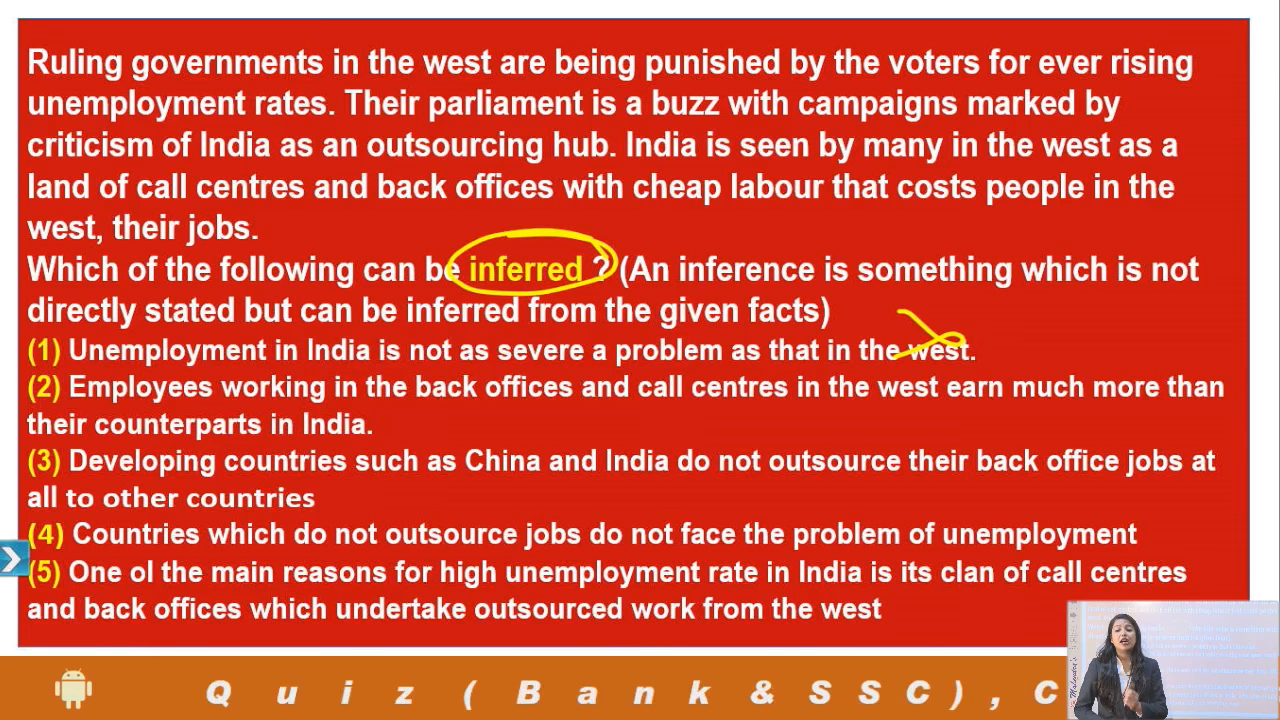 Ruling governments in the west are being punished by the voters for ever rising
unemployment rates. Their parliament is a buzz with campaigns marked by
criticism of India as an outsourcing hub. India is seen by many in the west as a
land of call centres and back offices with cheap labour that costs people in the
west, their jobs.
Which of the following can be inferred ? (An inference is something which is not
directly stated but can be inferred from the given facts)
(1) Unemployment in India is not as severe a problem as that in the west.
(2) Employees working in the back offices and call centres in the west earn much more than
their counterparts in India.
(3) Developing countries such as China and India do not outsource their back office jobs at
all to other countries
(4) Countries which do not outsource jobs do not face the problem of unemployment
(5) One ol the main reasons for high unemployment rate in India is its clan of call centres
and back offices which undertake outsourced work from the west
Q u i z ( B a n k & S S C ) , C